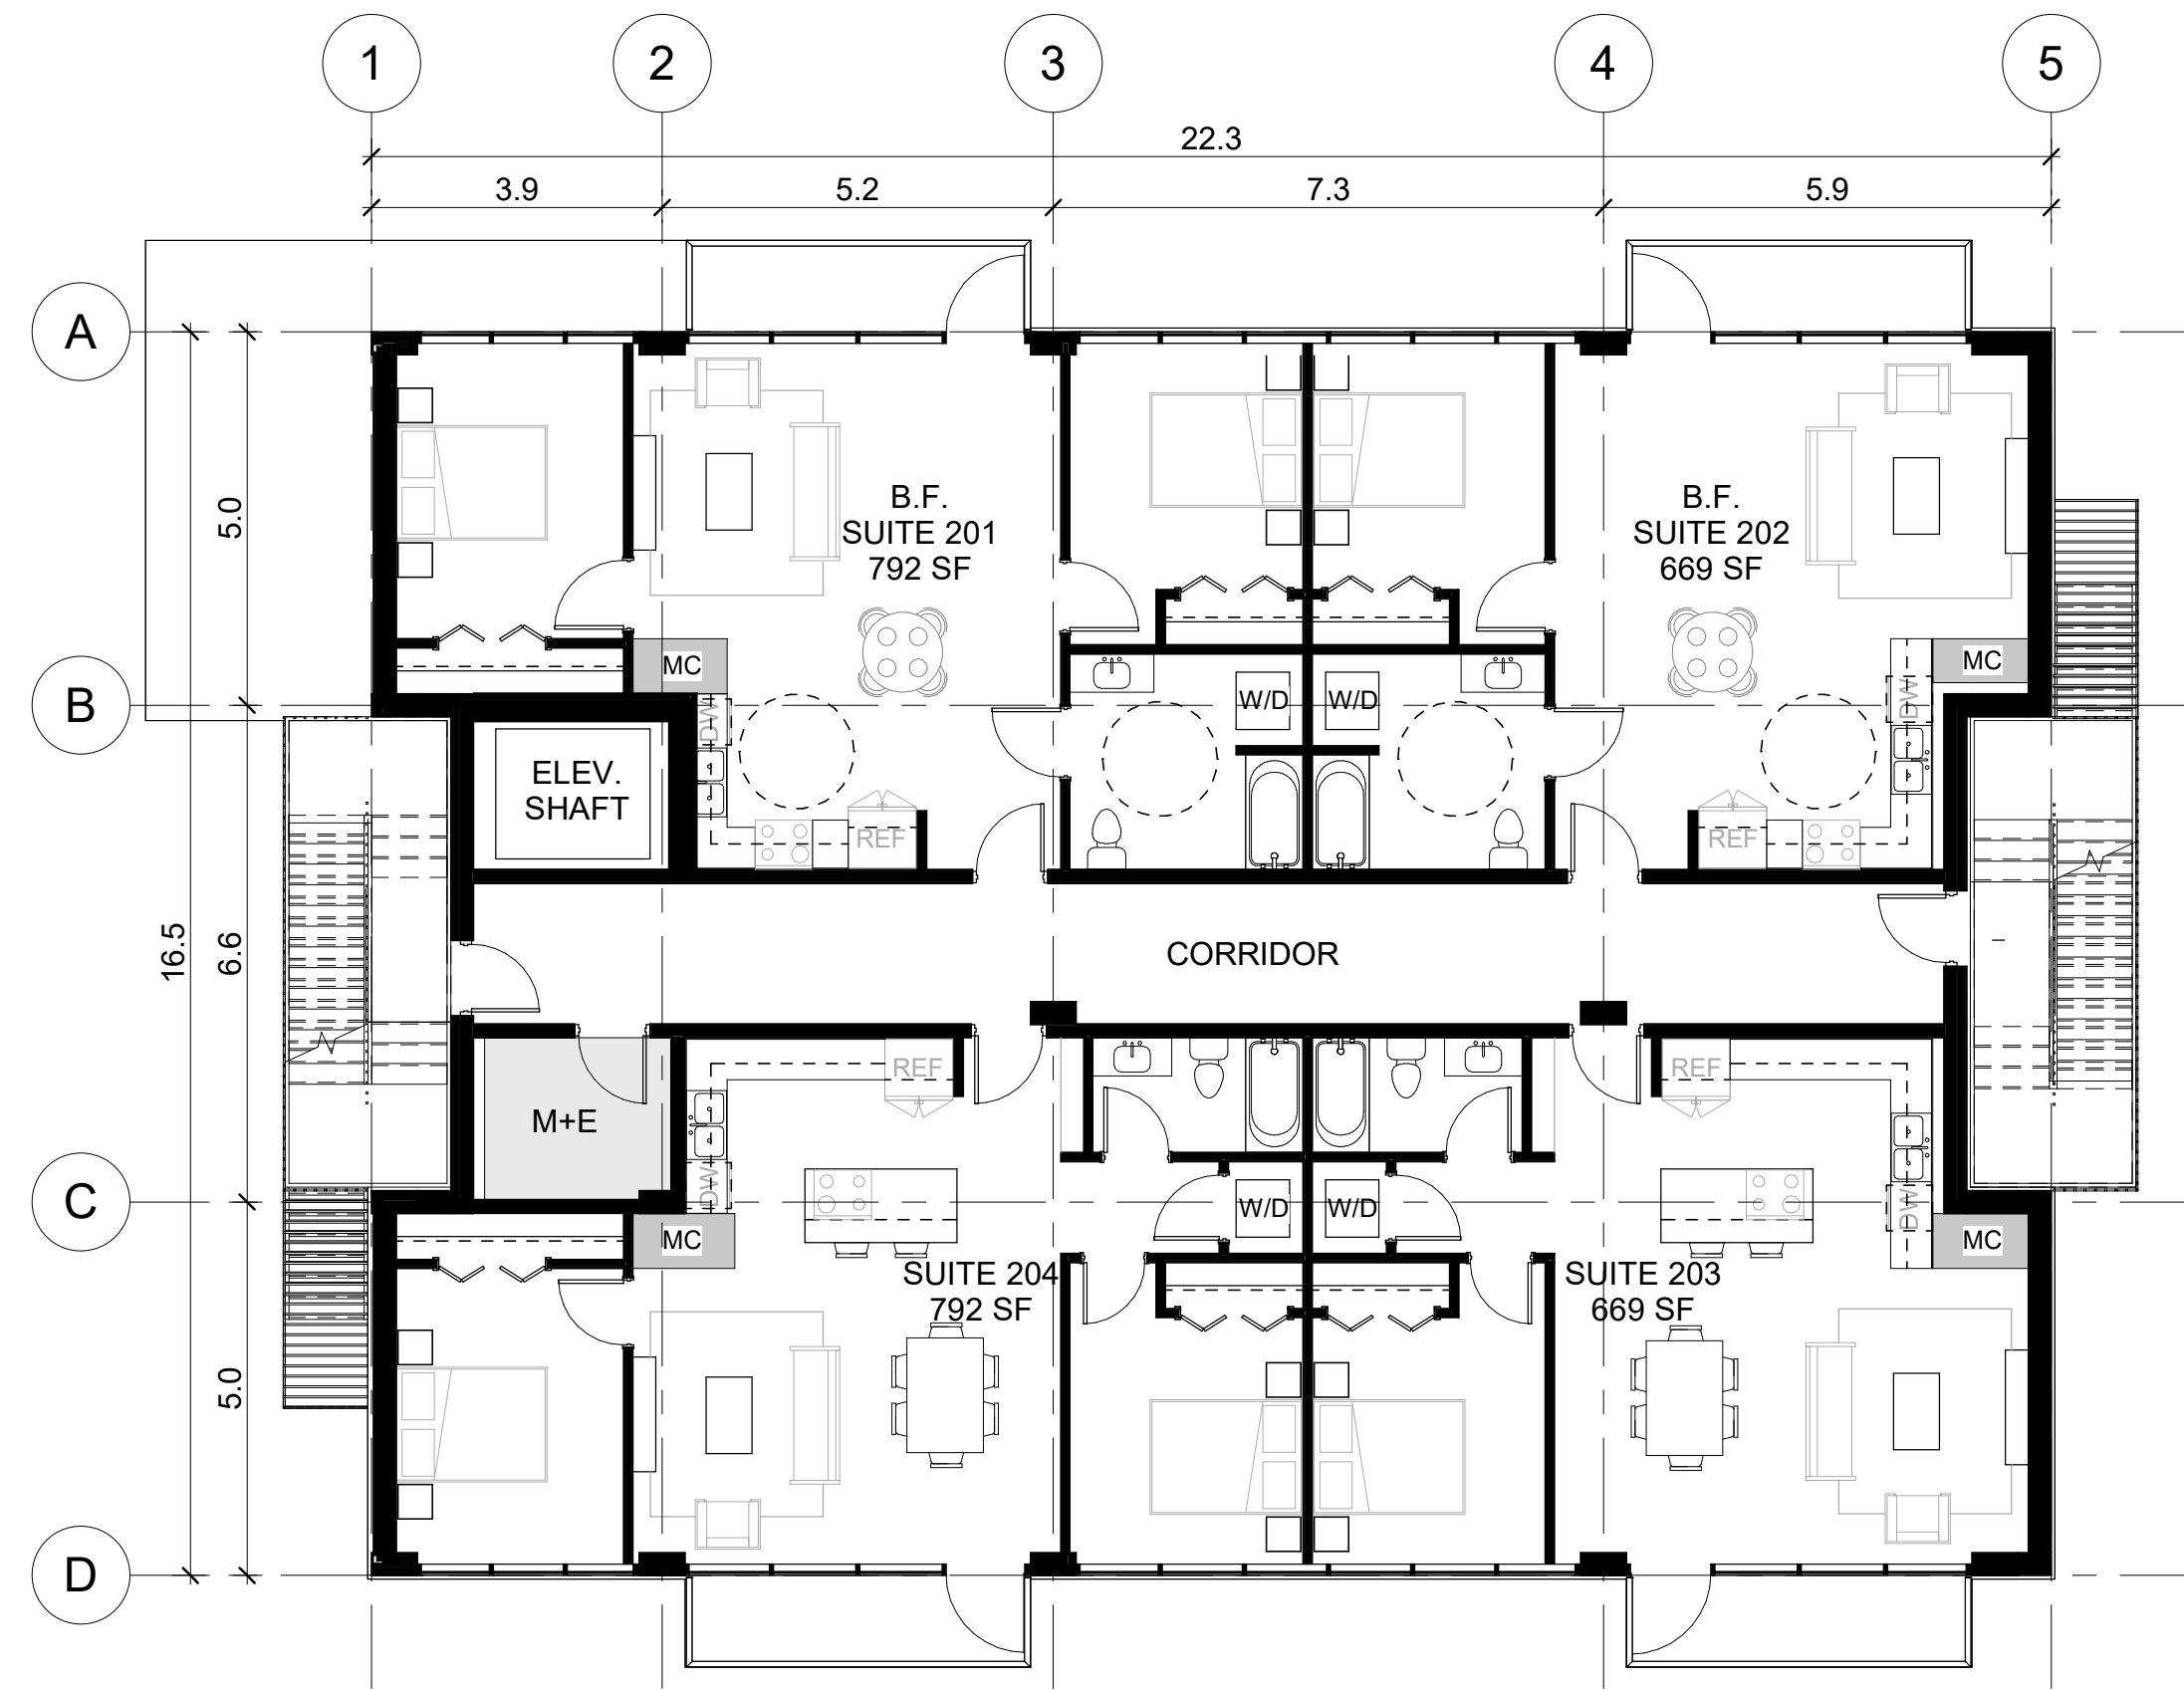 1
2
3
4
5
22.3
3.9
5.2
7.3
5.9
A
B.F.
SUITE 201
792 SF
B.F.
SUITE 202
669 SF
5.0
MC
MC
B
DW
W/D
W/D
DW
ELEV.
SHAFT
REF
REF
16.5
6.6
CORRIDOR
REF
REF
M+E
C
DW
W/D
W/D
DW
MC
MC
SUITE 204
792 SF
SUITE 203
669 SF
5.0
D